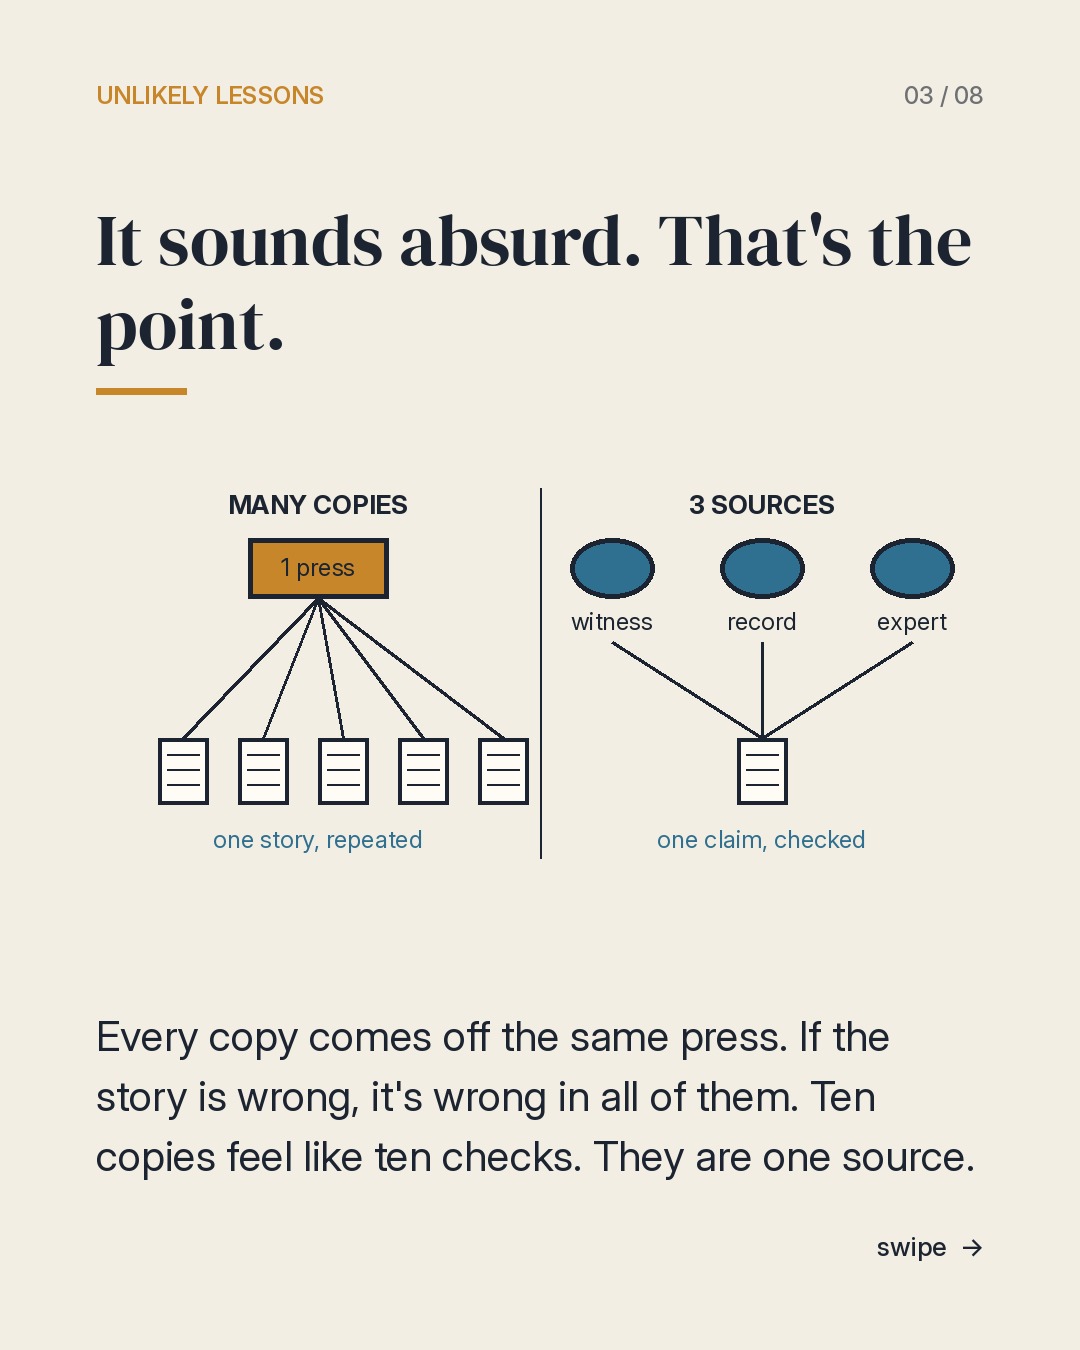 UNLIKELY LESSONS
03 / 08
It sounds absurd. That's the
point.
MANY COPIES
1 press
one story, repeated
3 SOURCES
witness
record
expert
one claim, checked
Every copy comes off the same press. If the
story is wrong, it's wrong in all of them. Ten
copies feel like ten checks. They are one source.
swipe →